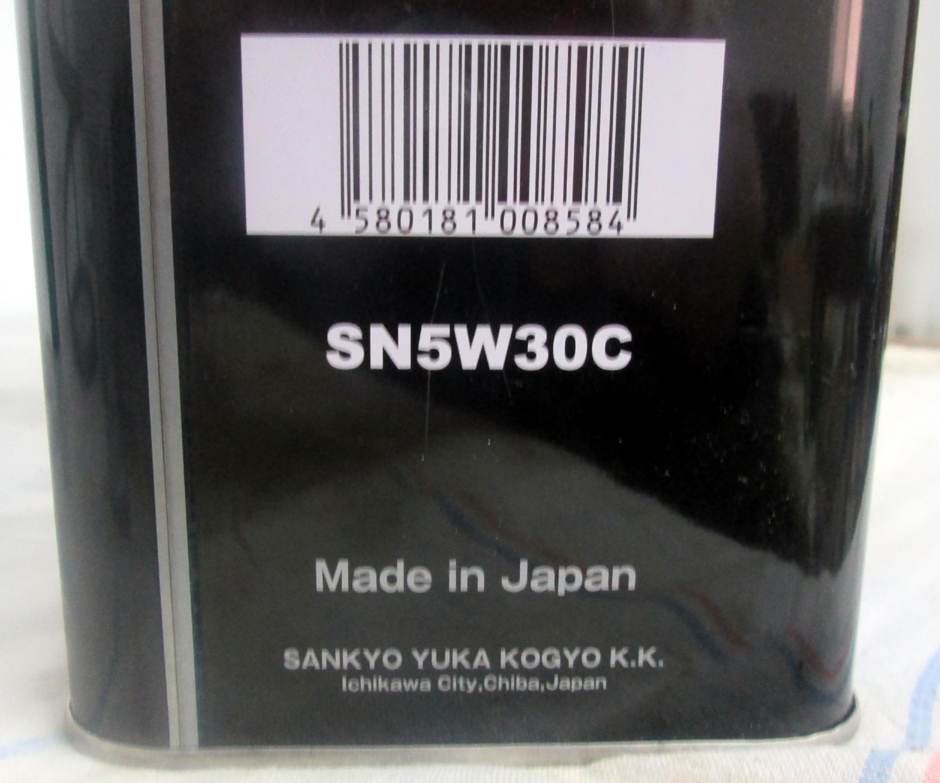 4 580181 008584
SN5W30C
Made in Japan
SANKYO YUKA KOGYO K.K.
Ichikawa City,Chiba,Japan